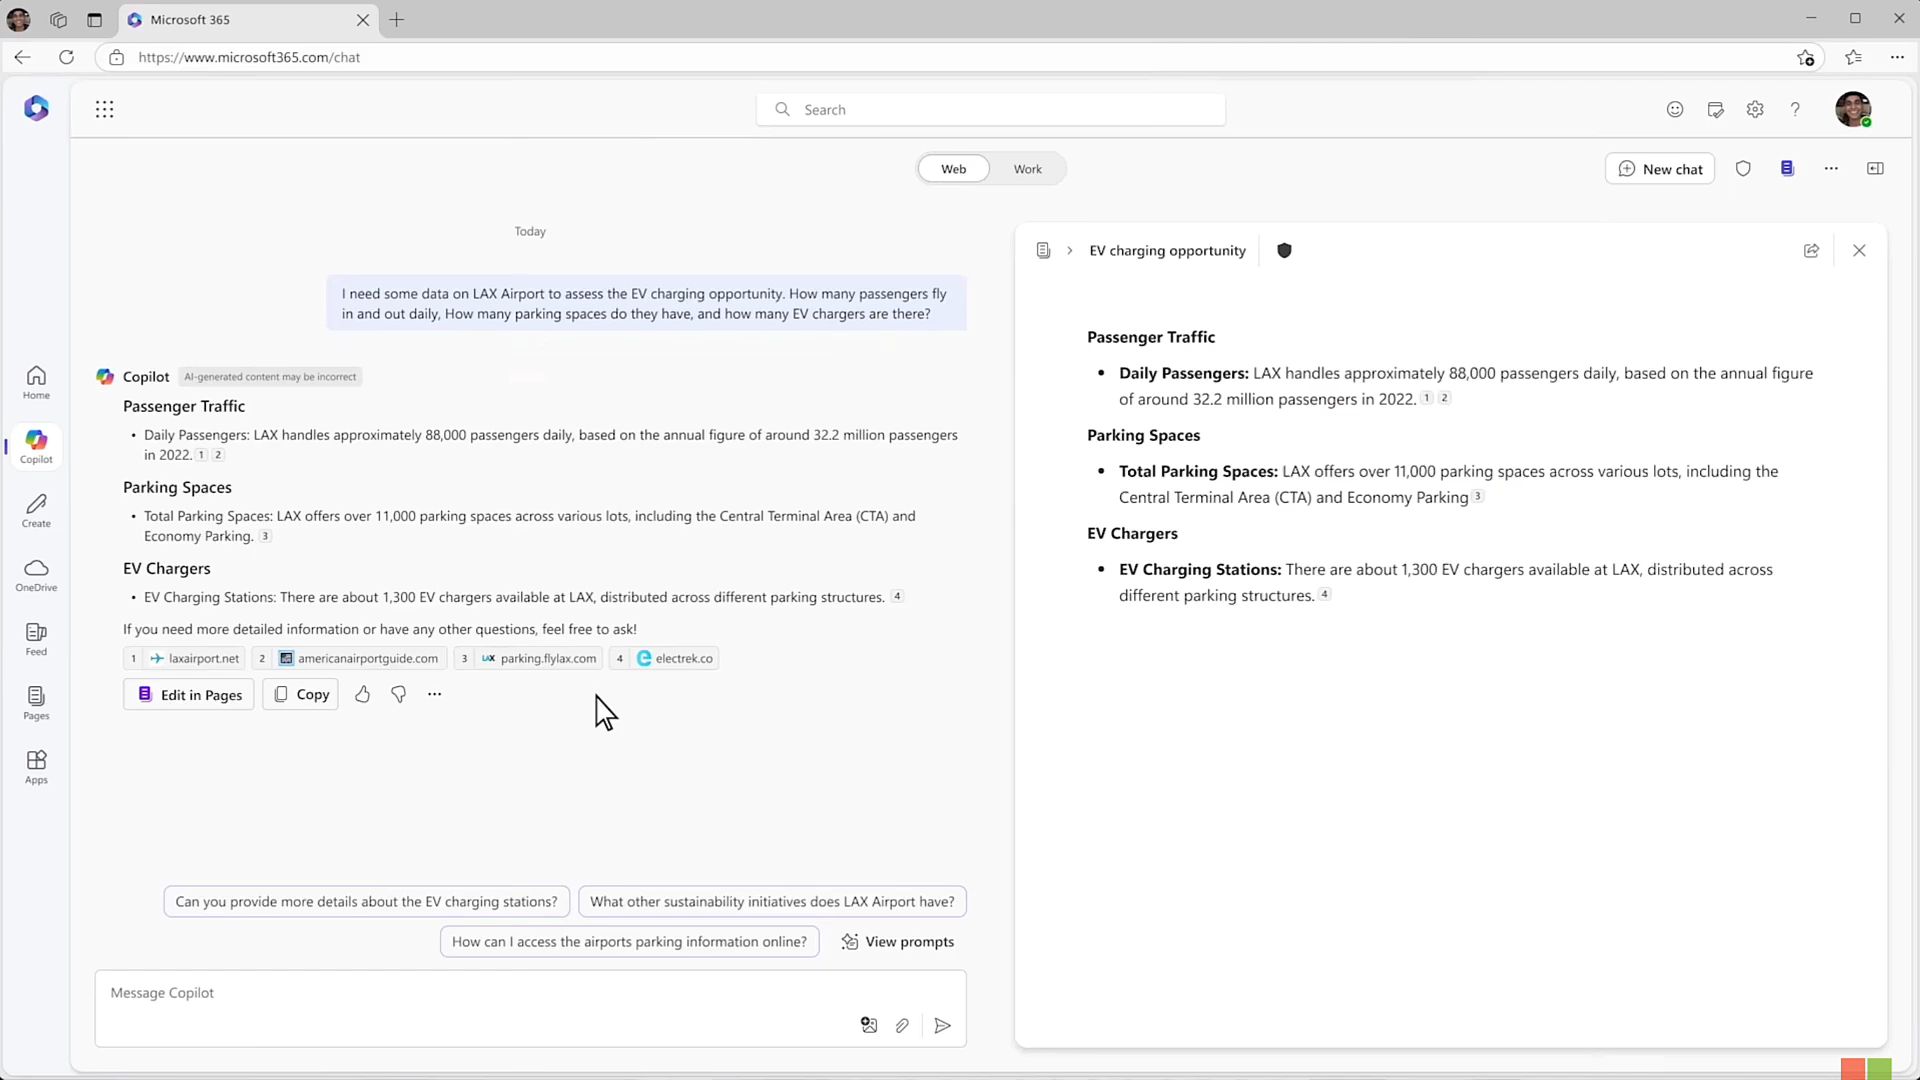 Microsoft 365
https://www.microsoft365.com/chat
Search
Web
Work
New chat
Home
Copilot
Create
OneDrive
Feed
Pages
Apps
Today
I need some data on LAX Airport to assess the EV charging opportunity. How many passengers fly
in and out daily, How many parking spaces do they have, and how many EV chargers are there?
Copilot
AI-generated content may be incorrect
Passenger Traffic
• Daily Passengers: LAX handles approximately 88,000 passengers daily, based on the annual figure of around 32.2 million passengers
in 2022. 1 2
Parking Spaces
• Total Parking Spaces: LAX offers over 11,000 parking spaces across various lots, including the Central Terminal Area (CTA) and
Economy Parking. 3
EV Chargers
• EV Charging Stations: There are about 1,300 EV chargers available at LAX, distributed across different parking structures. 4
If you need more detailed information or have any other questions, feel free to ask!
1 laxairport.net 2 americanairportguide.com 3 LAX parking.flylax.com 4 electrek.co
Edit in Pages
Copy
Can you provide more details about the EV charging stations?
What other sustainability initiatives does LAX Airport have?
How can I access the airports parking information online?
View prompts
Message Copilot
EV charging opportunity
Passenger Traffic
• Daily Passengers: LAX handles approximately 88,000 passengers daily, based on the annual figure
of around 32.2 million passengers in 2022. 1 2
Parking Spaces
• Total Parking Spaces: LAX offers over 11,000 parking spaces across various lots, including the
Central Terminal Area (CTA) and Economy Parking 3
EV Chargers
• EV Charging Stations: There are about 1,300 EV chargers available at LAX, distributed across
different parking structures. 4